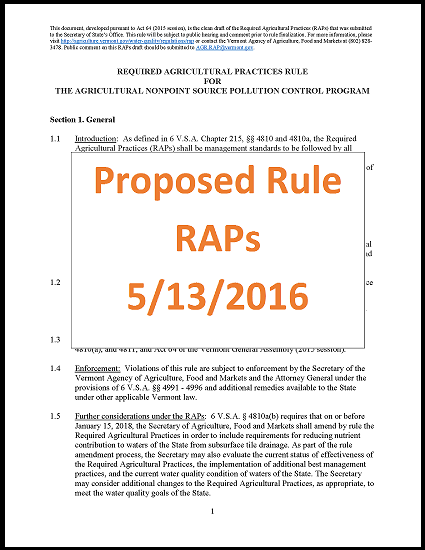 This document, developed pursuant to Act 64 (2015 session), is the clean draft of the Required Agricultural Practices (RAPs) that was submitted
to the Secretary of State's Office. This rule will be subject to public hearing and comment prior to rule finalization. For more information, please
visit http://agriculture.vermont.gov/water-quality/regulations/rap or contact the Vermont Agency of Agriculture, Food and Markets at (802) 828-
3478. Public comment on this RAPs draft should be submitted to AGR.RAP@vermont.gov.
REQUIRED AGRICULTURAL PRACTICES RULE
FOR
THE AGRICULTURAL NONPOINT SOURCE POLLUTION CONTROL PROGRAM
Section 1. General
1.1 Introduction: As defined in 6 V.S.A. Chapter 215, §§ 4810 and 4810a, the Required
Agricultural Practices (RAPs) shall be management standards to be followed by all
of
Proposed Rule
RAPs
al
5/13/2016
1.2
1.3
4810(a), and 4811, and Act 64 of the Vermont General Assembly (2015 session).
1.4 Enforcement: Violations of this rule are subject to enforcement by the Secretary of the
Vermont Agency of Agriculture, Food and Markets and the Attorney General under the
provisions of 6 V.S.A. §§ 4991 - 4996 and additional remedies available to the State
under other applicable Vermont law.
1.5 Further considerations under the RAPs: 6 V.S.A. § 4810a(b) requires that on or before
January 15, 2018, the Secretary of Agriculture, Food and Markets shall amend by rule the
Required Agricultural Practices in order to include requirements for reducing nutrient
contribution to waters of the State from subsurface tile drainage. As part of the rule
amendment process, the Secretary may also evaluate the current status of effectiveness of
the Required Agricultural Practices, the implementation of additional best management
practices, and the current water quality condition of waters of the State. The Secretary
may consider additional changes to the Required Agricultural Practices, as appropriate, to
meet the water quality goals of the State.
1